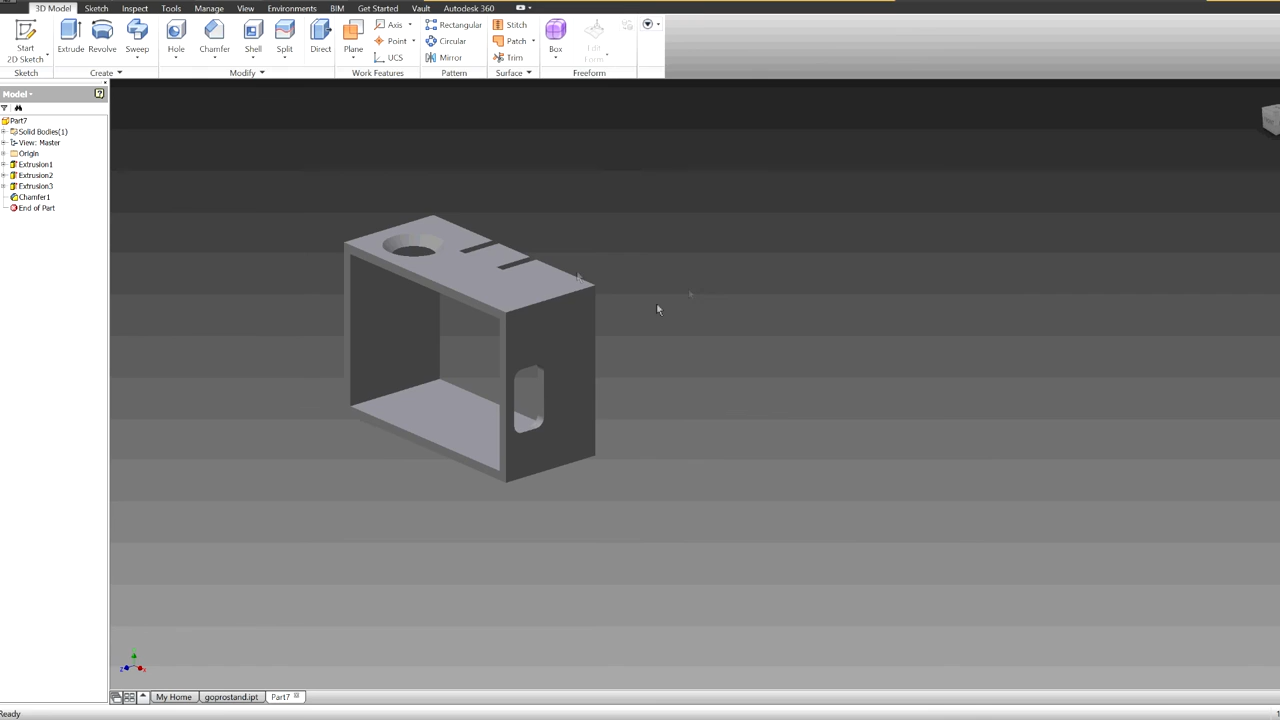 3D Model Sketch Inspect Tools Manage View Environments BIM Get Started Vault Autodesk 360
Start
2D Sketch
Extrude Revolve Sweep
Hole Chamfer Shell Split
Direct
Plane
Axis
Point
UCS
Rectangular
Circular
Mirror
Stitch
Patch
Trim
Box
Edit
Form
Sketch Create Modify Work Features Pattern Surface Freeform
Model
Part7
Solid Bodies(1)
View: Master
Origin
Extrusion1
Extrusion2
Extrusion3
Chamfer1
End of Part
My Home goprostand.ipt Part7
Ready 1